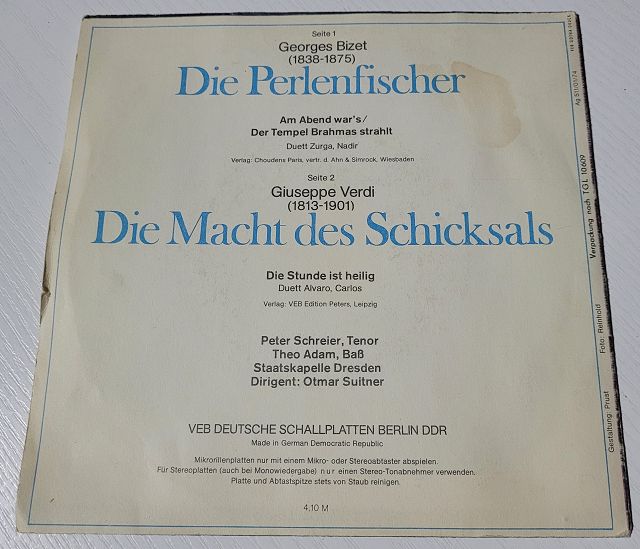 Seite 1
Georges Bizet
(1838-1875)
Die Perlenfischer
Am Abend war's/
Der Tempel Brahmas strahlt
Duett Zurga, Nadir
Verlag: Choudens Paris, vertr. d. Ahn & Simrock, Wiesbaden
Seite 2
Giuseppe Verdi
(1813-1901)
Die Macht des Schicksals
Die Stunde ist heilig
Duett Alvaro, Carlos
Verlag: VEB Edition Peters, Leipzig
Peter Schreier, Tenor
Theo Adam, Baß
Staatskapelle Dresden
Dirigent: Otmar Suitner
VEB DEUTSCHE SCHALLPLATTEN BERLIN DDR
Made in German Democratic Republic
Mikrorillenplatten nur mit einem Mikro- oder Stereoabtaster abspielen.
Für Stereoplatten (auch bei Monowiedergabe) nur einen Stereo-Tonabnehmer verwenden.
Platte und Abtastspitze stets von Staub reinigen.
4,10 M
Gestaltung: Prust
Foto: Reinhold
Verpackung nach TGL 10609
Ag 511/01/74